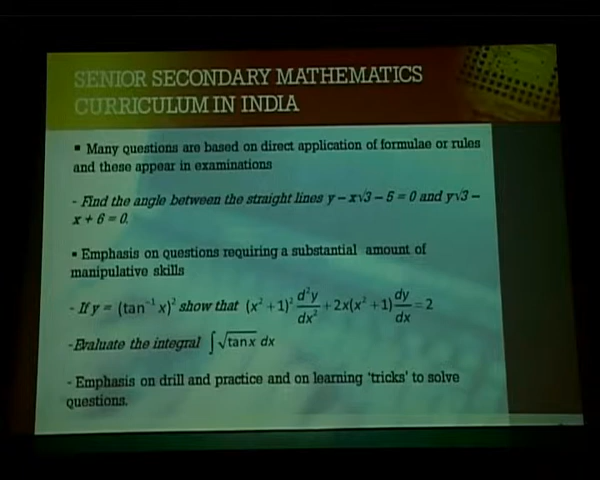 SENIOR SECONDARY MATHEMATICS
CURRICULUM IN INDIA
▪ Many questions are based on direct application of formulae or rules
and these appear in examinations
- Find the angle between the straight lines y – x√3 – 5 = 0 and y√3 –
x + 6 = 0.
▪ Emphasis on questions requiring a substantial amount of
manipulative skills
- If y = (tan⁻¹ x)² show that (x² + 1)² d²y/dx² + 2x(x² + 1) dy/dx = 2
-Evaluate the integral ∫ √tan x dx
- Emphasis on drill and practice and on learning 'tricks' to solve
questions.